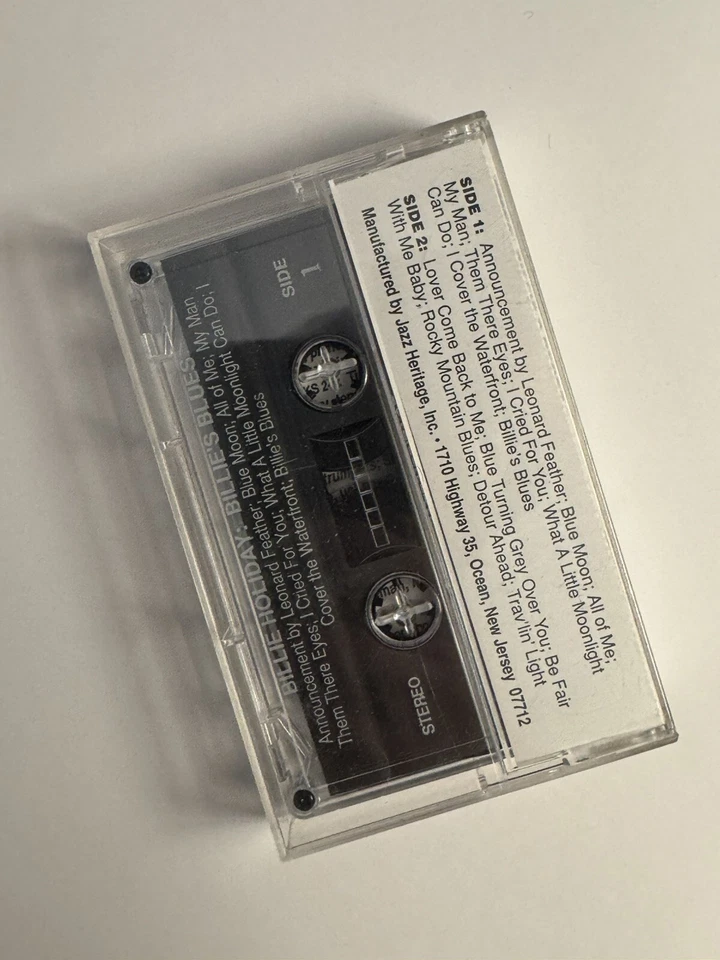 SIDE 1: Announcement by Leonard Feather; Blue Moon; All of Me;
My Man; Them There Eyes; I Cried For You; What A Little Moonlight
Can Do; I Cover the Waterfront; Billie's Blues
SIDE 2: Lover Come Back to Me; Blue Turning Grey Over You; Be Fair
With Me Baby; Rocky Mountain Blues; Detour Ahead; Trav'lin' Light
Manufactured by Jazz Heritage, Inc. • 1710 Highway 35, Ocean, New Jersey 07712
SIDE
1
STEREO
BILLIE HOLIDAY: BILLIE'S BLUES
Announcement by Leonard Feather; Blue Moon; All of Me; My Man
Them There Eyes; I Cried For You; What A Little Moonlight Can Do; I
Cover the Waterfront; Billie's Blues